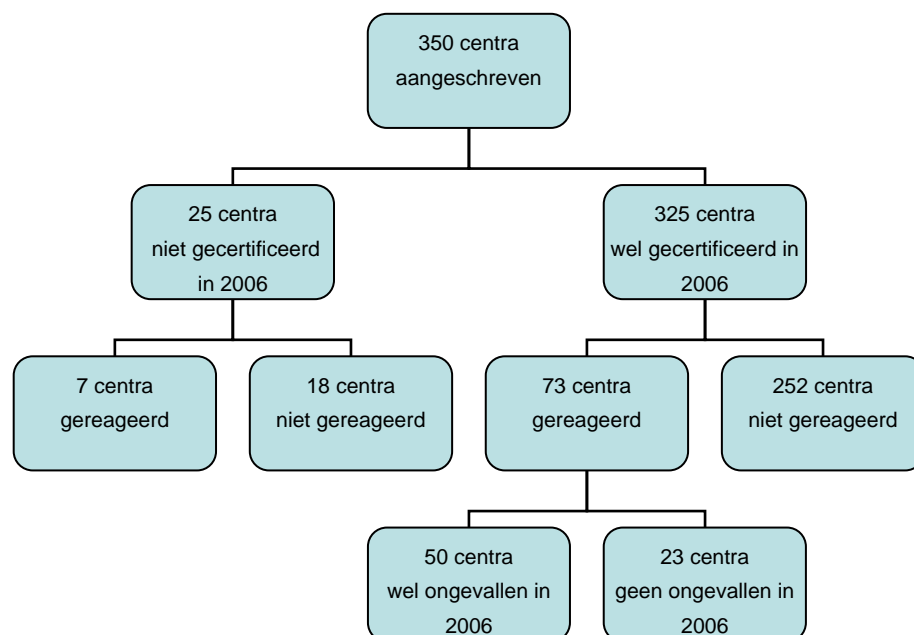 350 centra
aangeschreven
25 centra
niet gecertificeerd
in 2006
325 centra
wel gecertificeerd in
2006
7 centra
gereageerd
18 centra
niet gereageerd
73 centra
gereageerd
252 centra
niet gereageerd
50 centra
wel ongevallen in
2006
23 centra
geen ongevallen in
2006